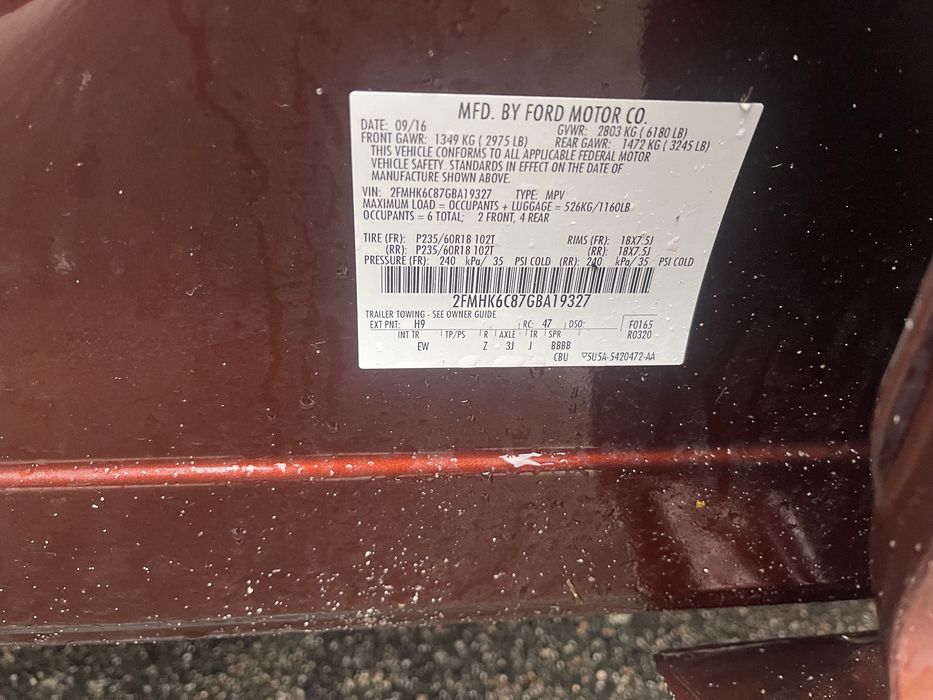 MFD. BY FORD MOTOR CO.
DATE: 09/16 GVWR: 2803 KG ( 6180 LB)
FRONT GAWR: 1349 KG ( 2975 LB) REAR GAWR: 1472 KG ( 3245 LB)
THIS VEHICLE CONFORMS TO ALL APPLICABLE FEDERAL MOTOR
VEHICLE SAFETY STANDARDS IN EFFECT ON THE DATE OF
MANUFACTURE SHOWN ABOVE.
VIN: 2FMHK6C87GBA19327 TYPE: MPV
MAXIMUM LOAD = OCCUPANTS + LUGGAGE = 526KG/1160LB
OCCUPANTS = 6 TOTAL; 2 FRONT, 4 REAR
TIRE (FR): P235/60R18 102T RIMS (FR): 18X7.5J
(RR): P235/60R18 102T (RR): 18X7.5J
PRESSURE (FR): 240 kPa/ 35 PSI COLD (RR): 240 kPa/ 35 PSI COLD
2FMHK6C87GBA19327
TRAILER TOWING - SEE OWNER GUIDE
EXT PNT: H9 RC: 47 DSO: F0165
INT TR TP/PS R AXLE TR SPR R0320
EW Z 3J J BBBB
CBU 5U5A-5420472-AA